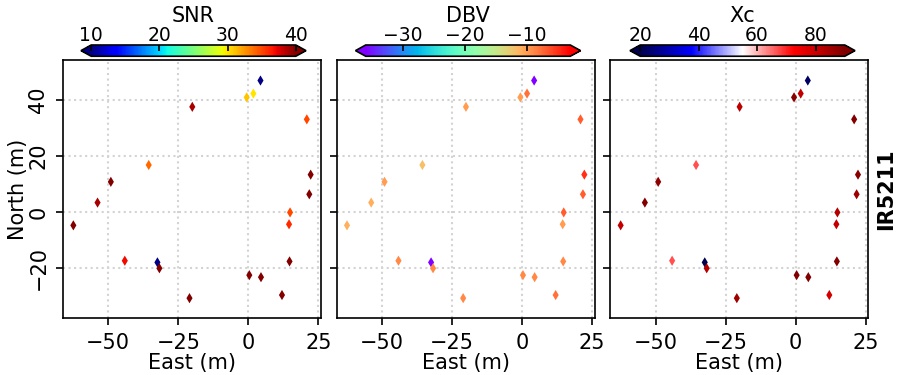 SNR
10 20 30 40
DBV
−30 −20 −10
Xc
20 40 60 80
North (m)
40
20
0
−20
−50 −25 0 25
East (m)
−50 −25 0 25
East (m)
−50 −25 0 25
East (m)
IR5211